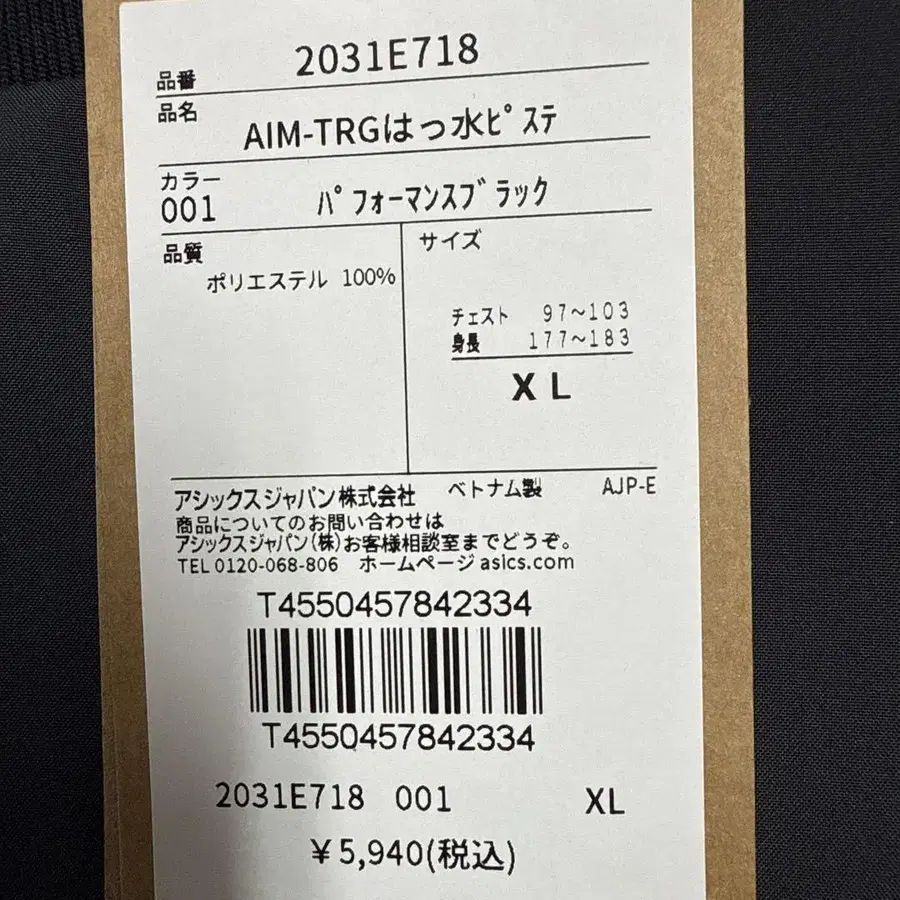 品番 2031E718
品名
AIM-TRGはっ水ﾋﾟｽﾃ
カラー
001 ﾊﾟﾌｫｰﾏﾝｽﾌﾞﾗｯｸ
品質
ポリエステル 100%
サイズ
チェスト 97～103
身長 177～183
XL
アシックスジャパン株式会社 ベトナム製 AJP-E
商品についてのお問い合わせは
アシックスジャパン(株)お客様相談室までどうぞ。
TEL 0120-068-806 ホームページ asics.com
T4550457842334
T4550457842334
2031E718 001 XL
￥5,940(税込)